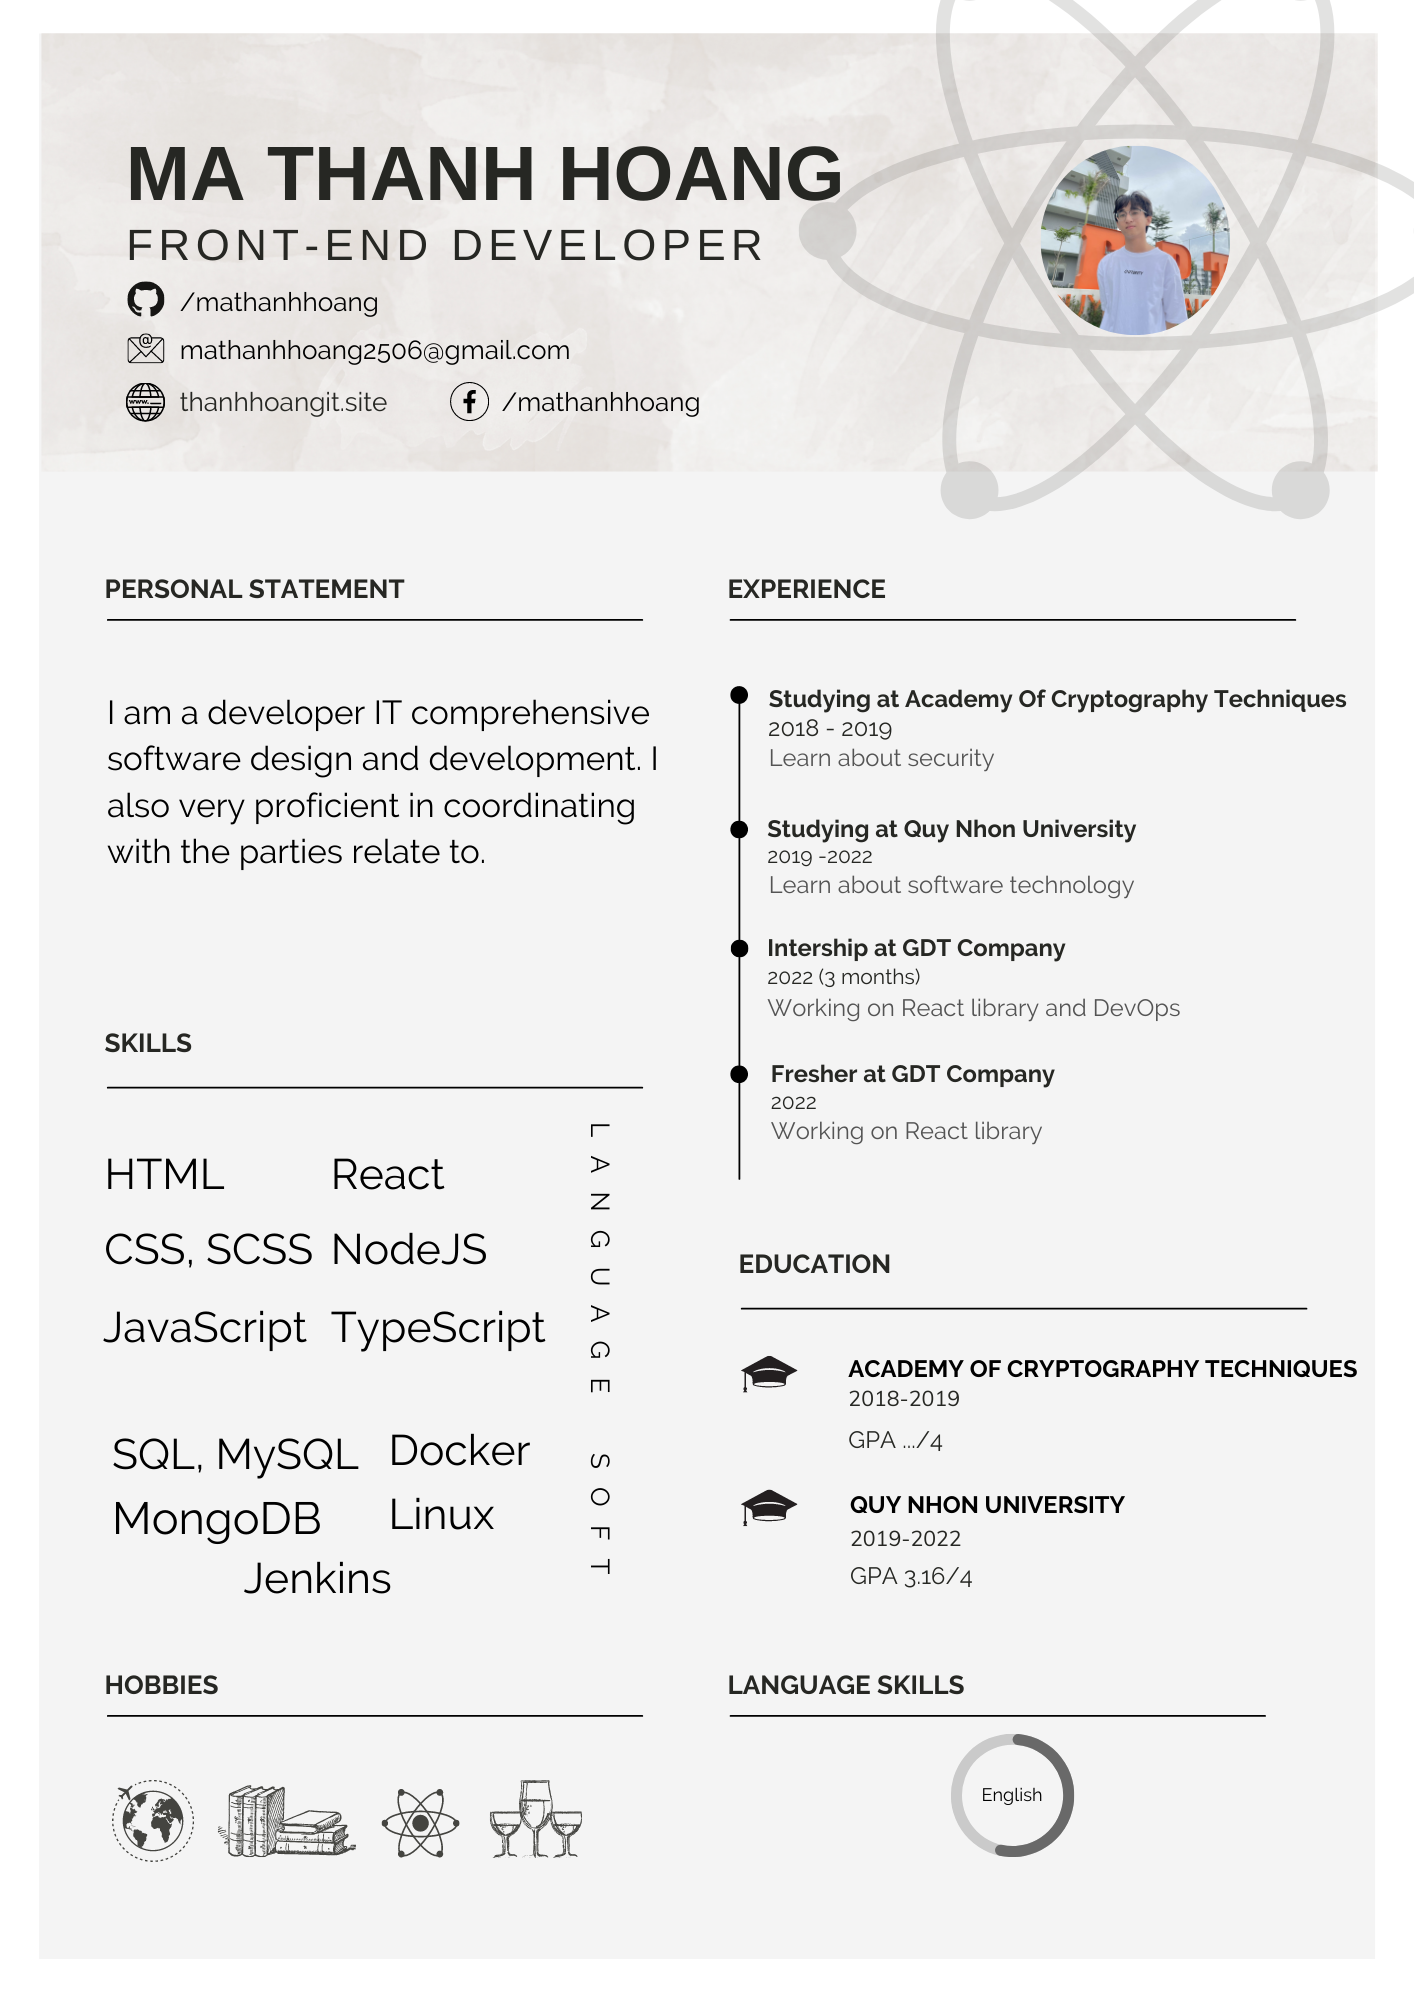 MA THANH HOANG
FRONT-END DEVELOPER
/mathanhhoang
mathanhhoang2506@gmail.com
www.
thanhhoangit.site
/mathanhhoang
PERSONAL STATEMENT
I am a developer IT comprehensive
software design and development. I
also very proficient in coordinating
with the parties relate to.
SKILLS
HTML React
CSS, SCSS NodeJS
JavaScript TypeScript
LANGUAGE
SQL, MySQL Docker
MongoDB Linux
Jenkins
SOFT
HOBBIES
EXPERIENCE
Studying at Academy Of Cryptography Techniques
2018 - 2019
Learn about security
Studying at Quy Nhon University
2019 -2022
Learn about software technology
Intership at GDT Company
2022 (3 months)
Working on React library and DevOps
Fresher at GDT Company
2022
Working on React library
EDUCATION
ACADEMY OF CRYPTOGRAPHY TECHNIQUES
2018-2019
GPA .../4
QUY NHON UNIVERSITY
2019-2022
GPA 3.16/4
LANGUAGE SKILLS
English